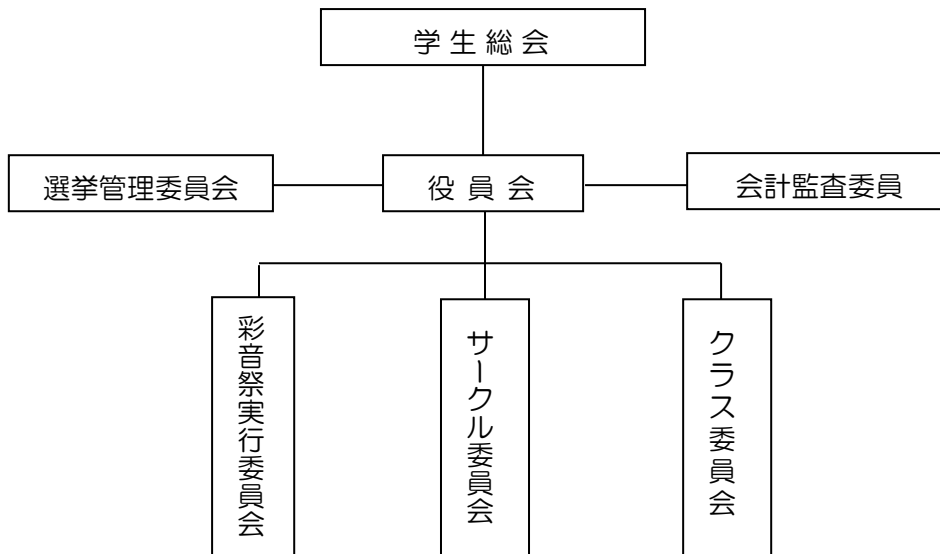 学生総会
選挙管理委員会
役員会
会計監査委員
彩音祭実行委員会
サークル委員会
クラス委員会